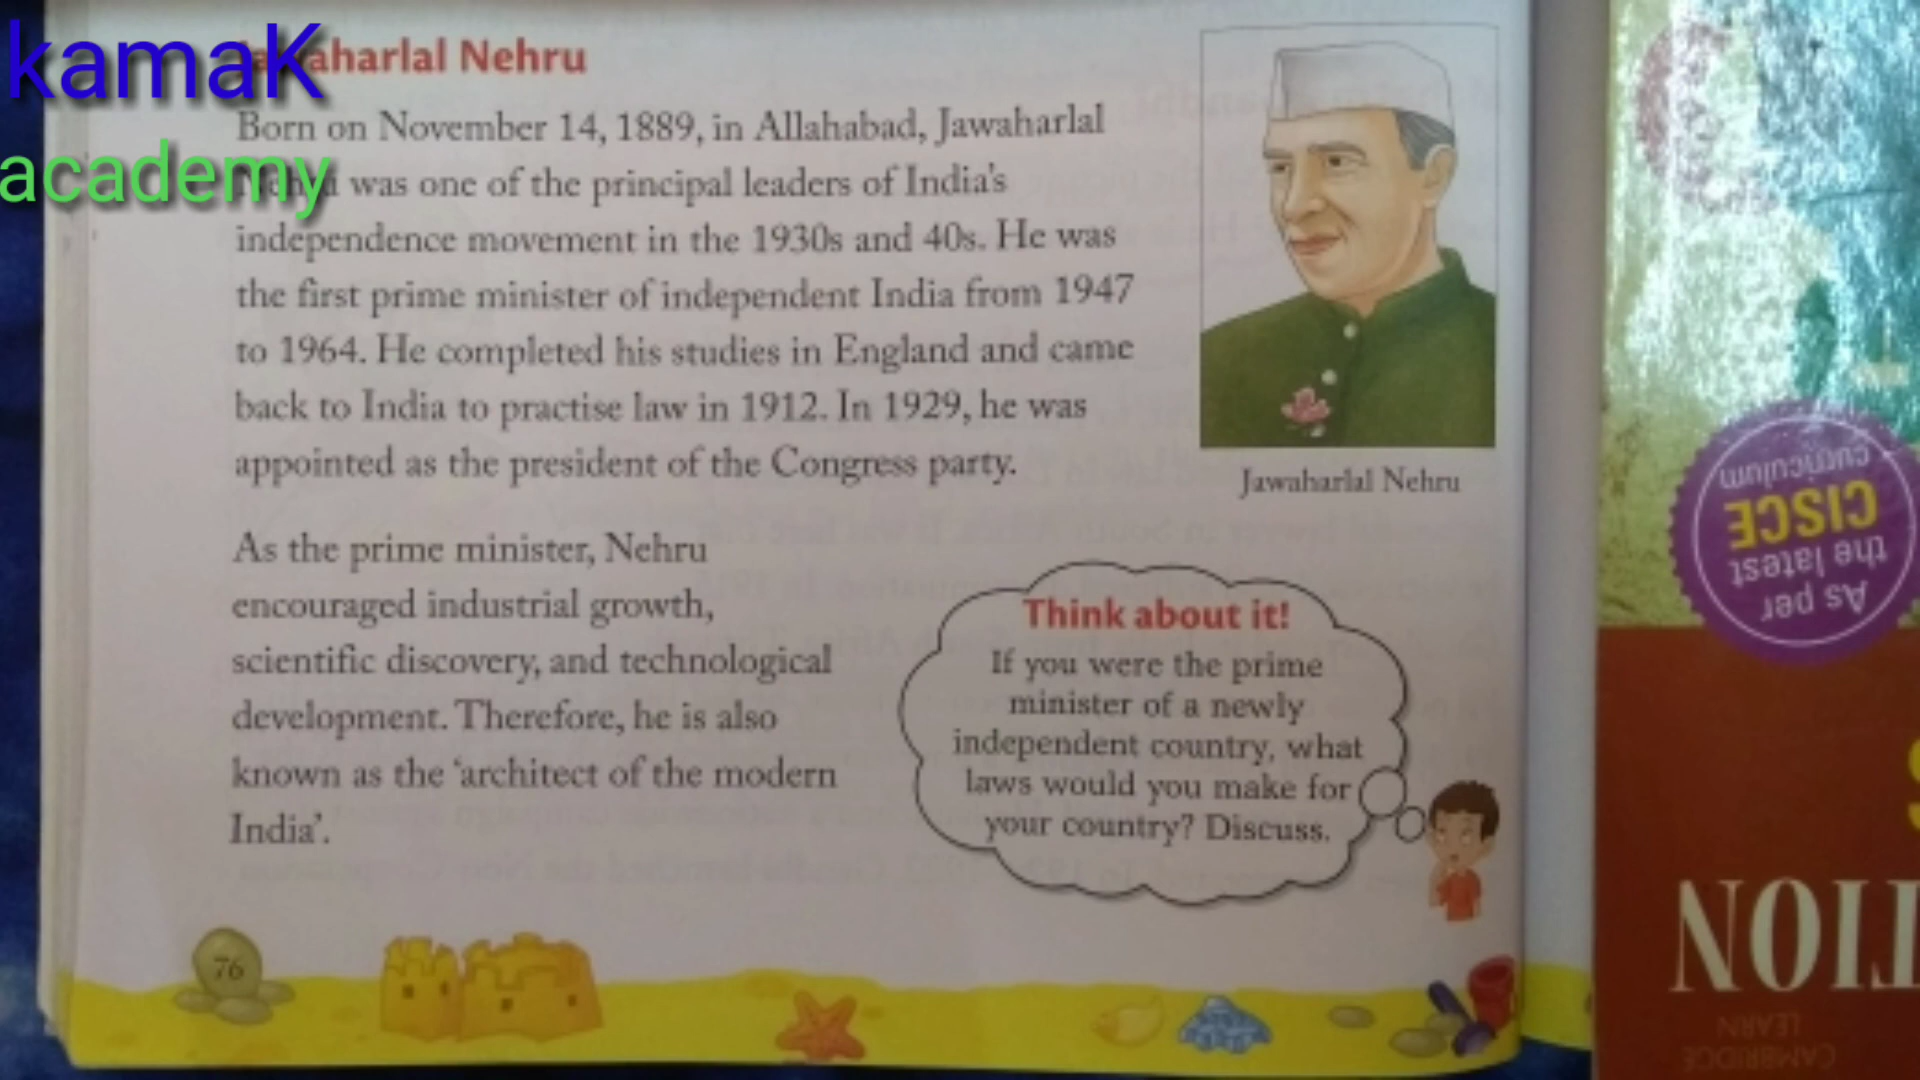 kamaK
academy
Jawaharlal Nehru
Born on November 14, 1889, in Allahabad, Jawaharlal
Nehru was one of the principal leaders of India's
independence movement in the 1930s and 40s. He was
the first prime minister of independent India from 1947
to 1964. He completed his studies in England and came
back to India to practise law in 1912. In 1929, he was
appointed as the president of the Congress party.
Jawaharlal Nehru
As the prime minister, Nehru
encouraged industrial growth,
scientific discovery, and technological
development. Therefore, he is also
known as the 'architect of the modern
India'.
Think about it!
If you were the prime
minister of a newly
independent country, what
laws would you make for
your country? Discuss.
76
As per
the latest
CISCE
curriculum
CAMBRIDGE
LEARN